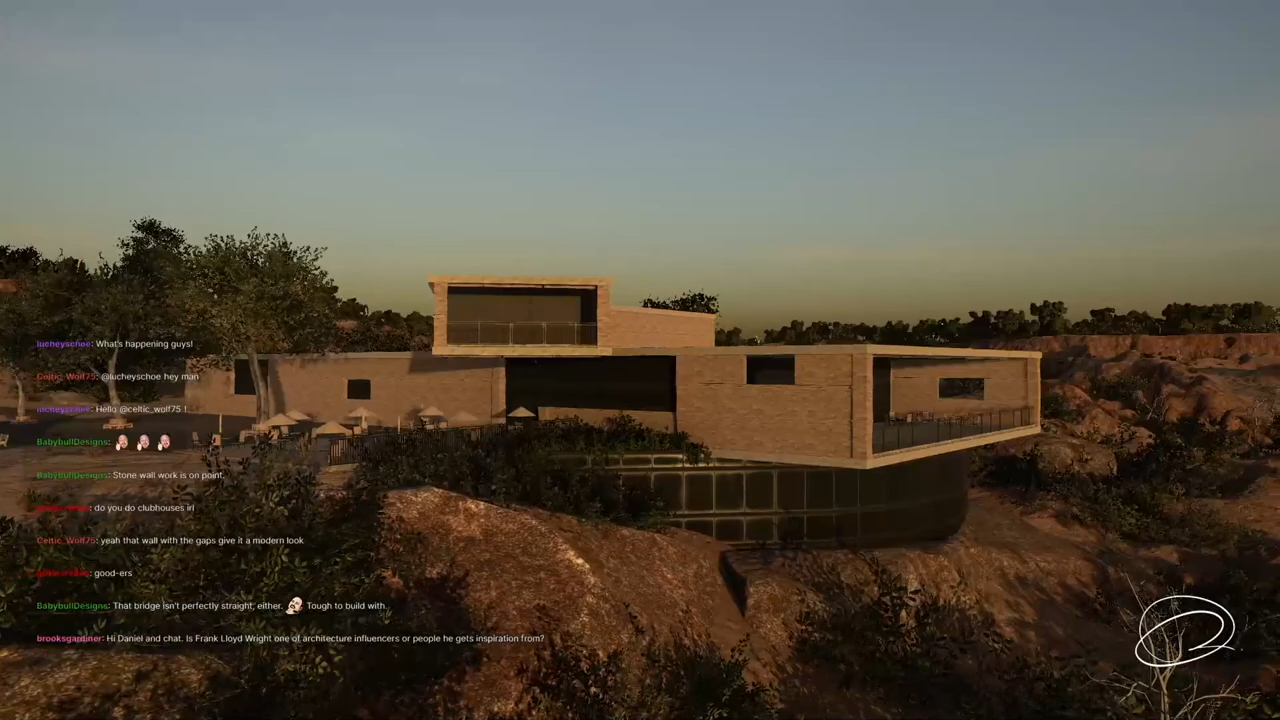 lucheyschoe: What's happening guys!
Celtic_Wolf75: @lucheyschoe hey man
lucheyschoe: Hello @celtic_wolf75 !
BabybullDesigns:
BabybullDesigns: Stone wall work is on point,
do you do clubhouses irl
Celtic_Wolf75: yeah that wall with the gaps give it a modern look
good-ers
BabybullDesigns: That bridge isn't perfectly straight, either. Tough to build with.
brooksgardiner: Hi Daniel and chat. Is Frank Lloyd Wright one of architecture influencers or people he gets inspiration from?